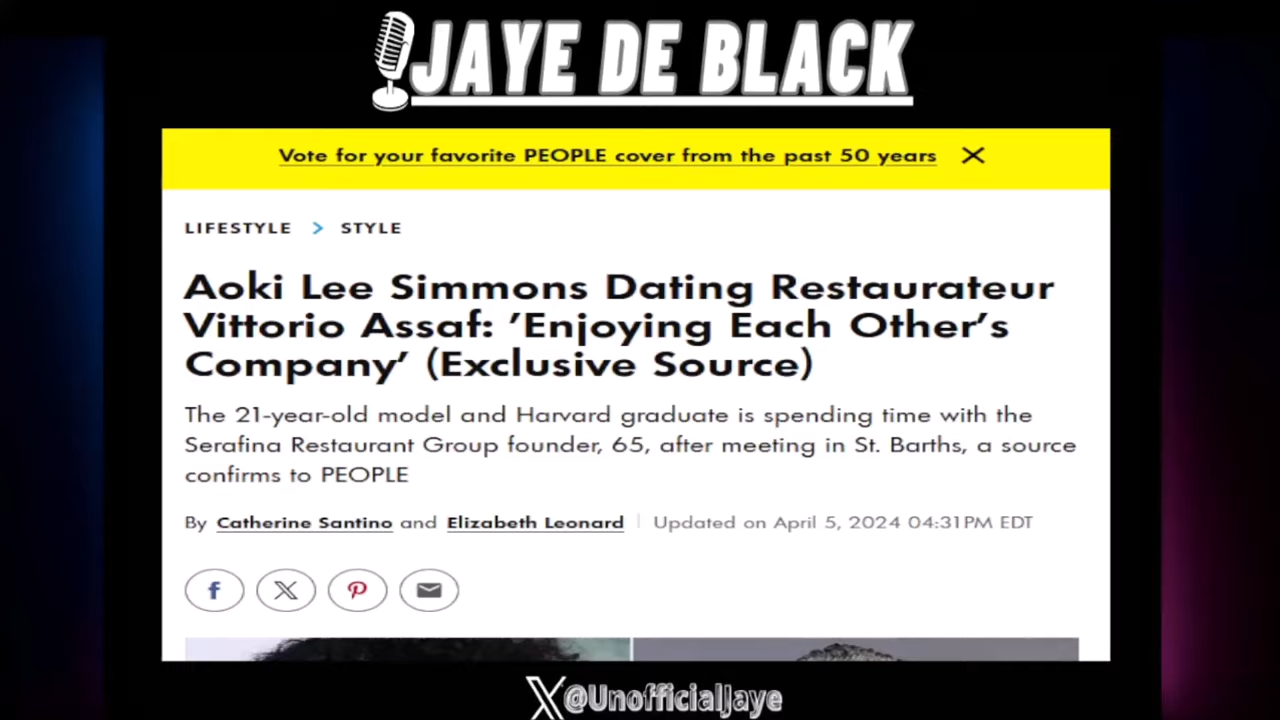 JAYE DE BLACK
Vote for your favorite PEOPLE cover from the past 50 years X
LIFESTYLE > STYLE
Aoki Lee Simmons Dating Restaurateur
Vittorio Assaf: 'Enjoying Each Other's
Company' (Exclusive Source)
The 21-year-old model and Harvard graduate is spending time with the
Serafina Restaurant Group founder, 65, after meeting in St. Barths, a source
confirms to PEOPLE
By Catherine Santino and Elizabeth Leonard | Updated on April 5, 2024 04:31PM EDT
X@UnofficialJaye